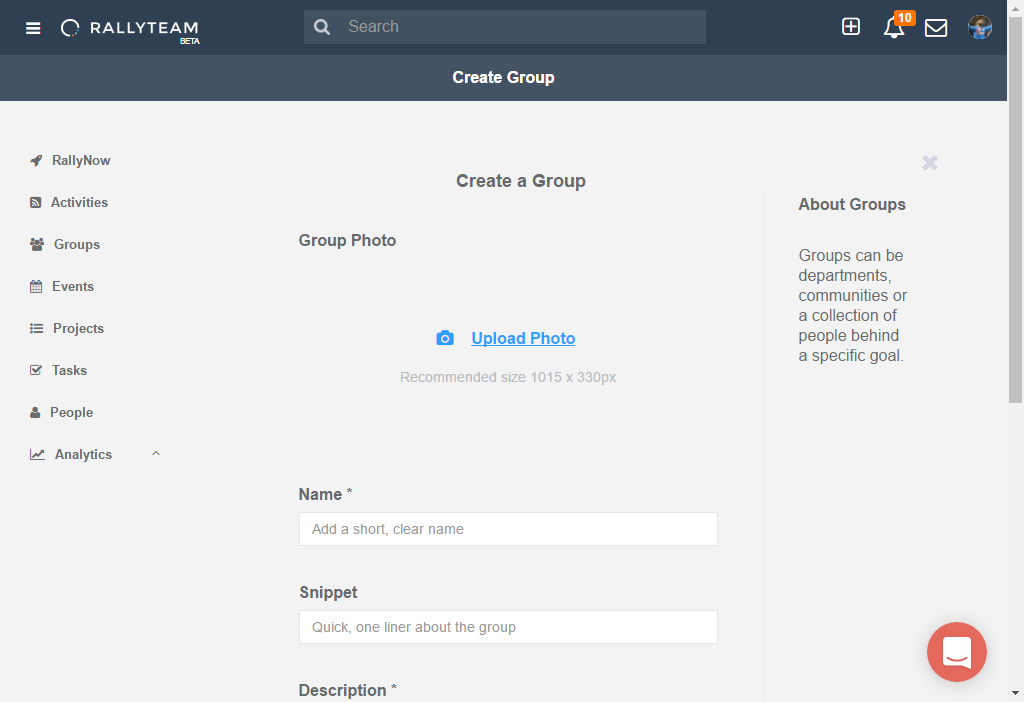 RALLYTEAM
BETA
Search
10
Create Group
RallyNow
Activities
Groups
Events
Projects
Tasks
People
Analytics
Create a Group
Group Photo
Upload Photo
Recommended size 1015 x 330px
Name *
Add a short, clear name
Snippet
Quick, one liner about the group
Description *
About Groups
Groups can be
departments,
communities or
a collection of
people behind
a specific goal.